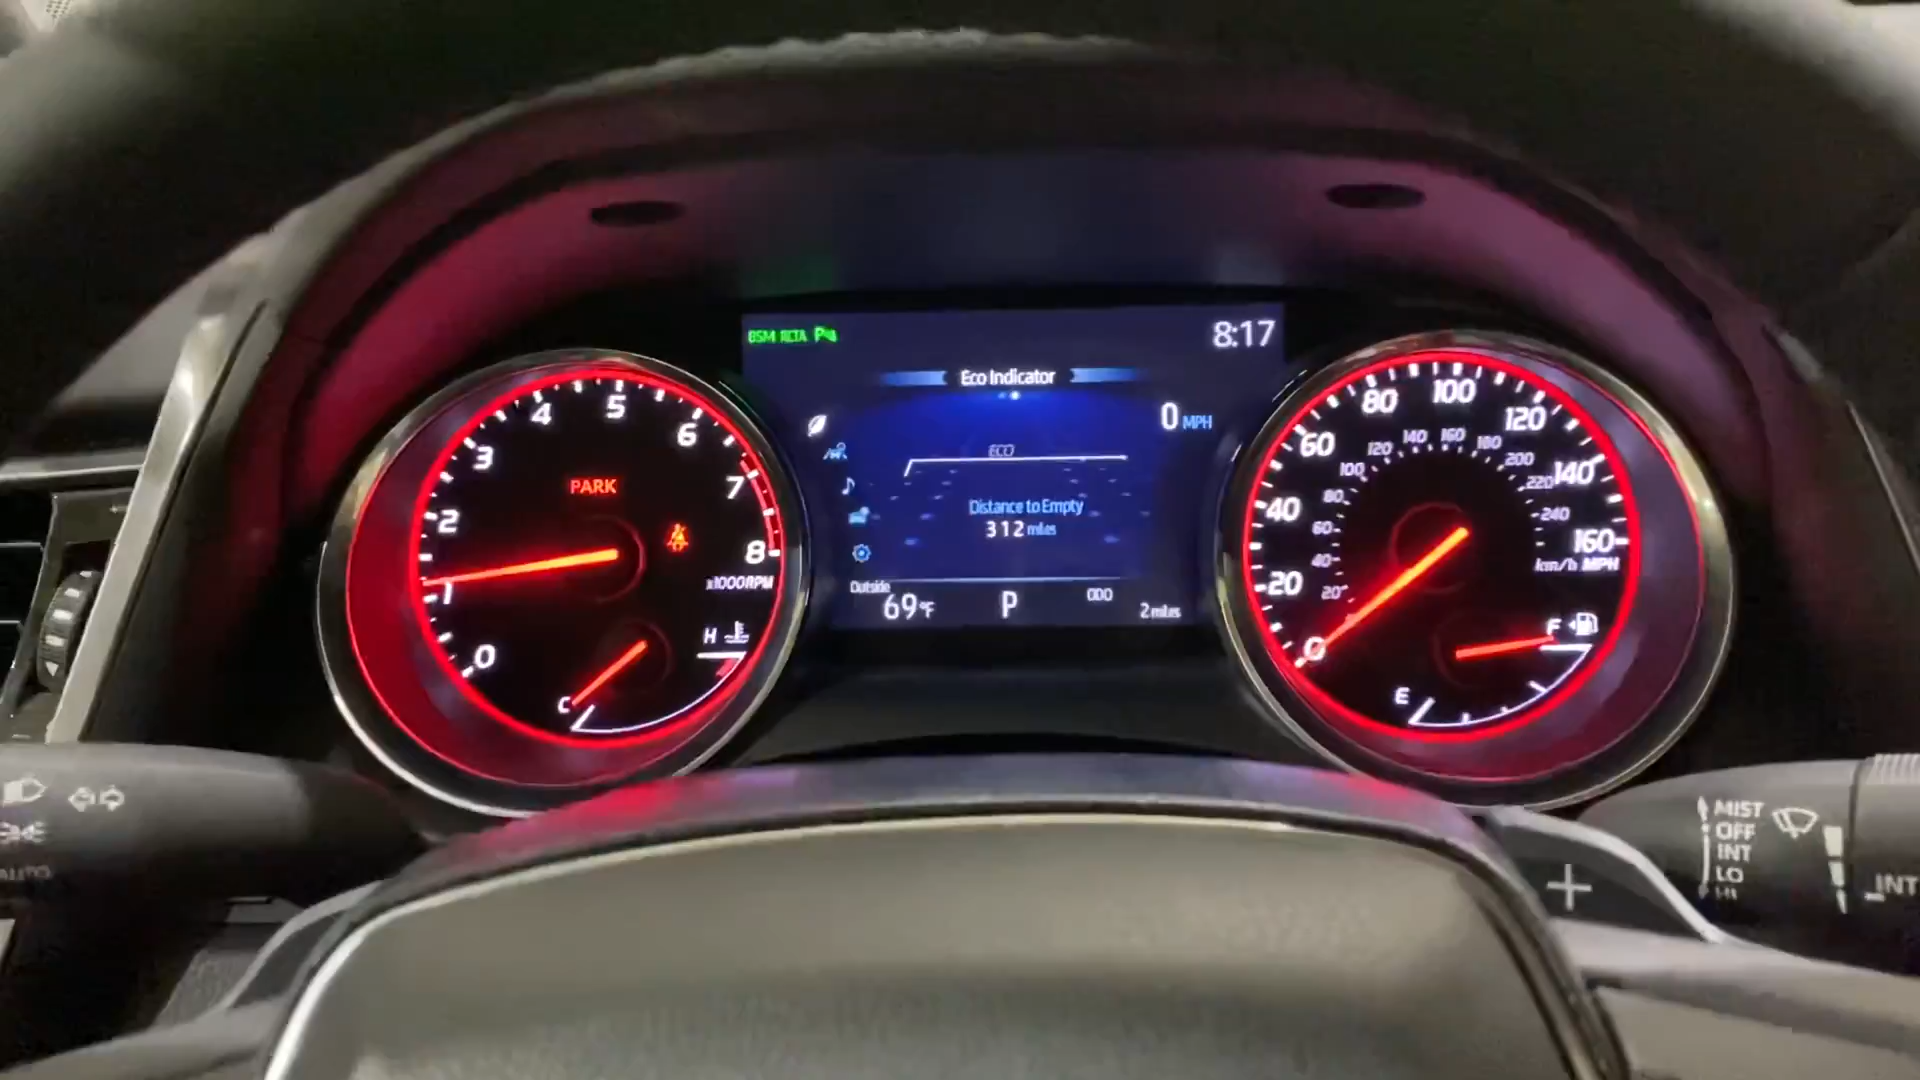 BSM RCTA
8:17
Eco Indicator
0 MPH
ECO
Distance to Empty
312 miles
Outside
69°F
P
000
2 miles
0
1
2
3
4
5
6
7
8
x1000RPM
PARK
H
C
0
20
40
60
80
100
120
140
160
km/h MPH
20
40
60
80
100
120
140
160
180
200
220
240
F
E
AUTO
+
MIST
OFF
INT
LO
HI
INT